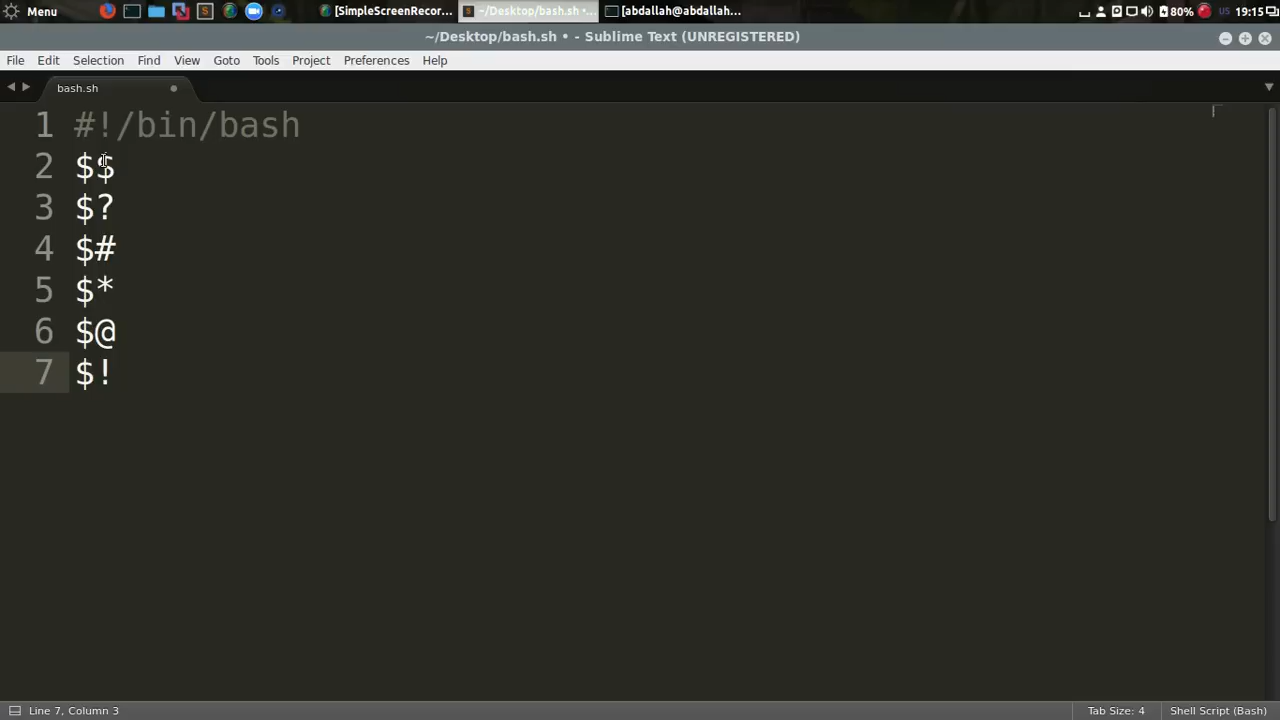 Menu [SimpleScreenRecor... ~/Desktop/bash.sh •... [abdallah@abdallah... 80% US 19:15
~/Desktop/bash.sh • - Sublime Text (UNREGISTERED)
File Edit Selection Find View Goto Tools Project Preferences Help
bash.sh
1 #!/bin/bash
2 $$
3 $?
4 $#
5 $*
6 $@
7 $!
Line 7, Column 3 Tab Size: 4 Shell Script (Bash)